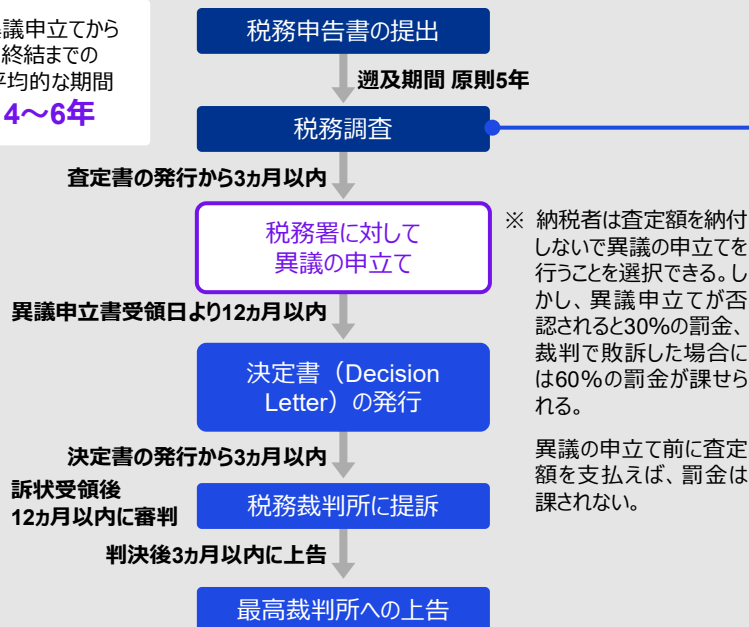 議申立てから
終結までの
均的な期間
4～6年
税務申告書の提出
遡及期間 原則5年
税務調査
査定書の発行から3ヵ月以内
税務署に対して
異議の申立て
異議申立書受領日より12ヵ月以内
決定書（Decision
Letter）の発行
決定書の発行から3ヵ月以内
訴状受領後
12ヵ月以内に審判
税務裁判所に提訴
判決後3ヵ月以内に上告
最高裁判所への上告
※ 納税者は査定額を納付
しないで異議の申立てを
行うことを選択できる。し
かし、異議申立てが否
認されると30%の罰金、
裁判で敗訴した場合に
は60%の罰金が課せら
れる。
異議の申立て前に査定
額を支払えば、罰金は
課されない。